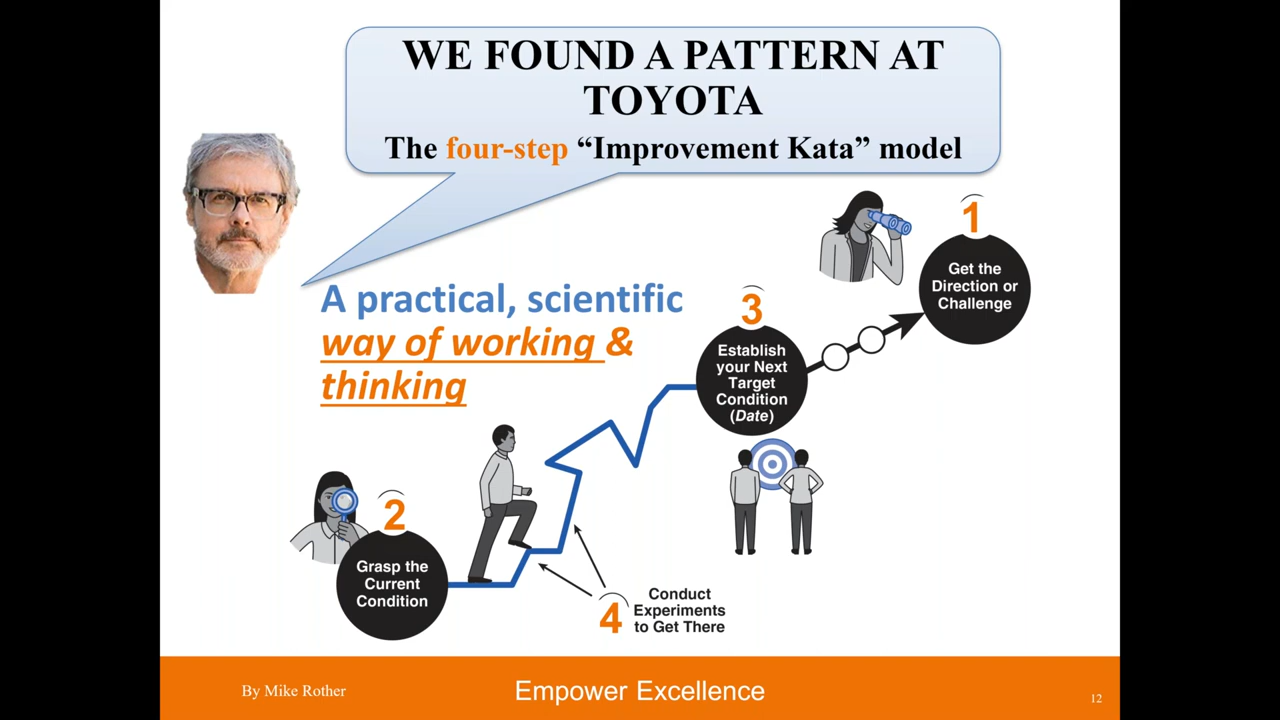 WE FOUND A PATTERN AT
TOYOTA
The four-step “Improvement Kata” model
A practical, scientific
way of working &
thinking
1
Get the
Direction or
Challenge
3
Establish
your Next
Target
Condition
(Date)
2
Grasp the
Current
Condition
4
Conduct
Experiments
to Get There
By Mike Rother
Empower Excellence
12